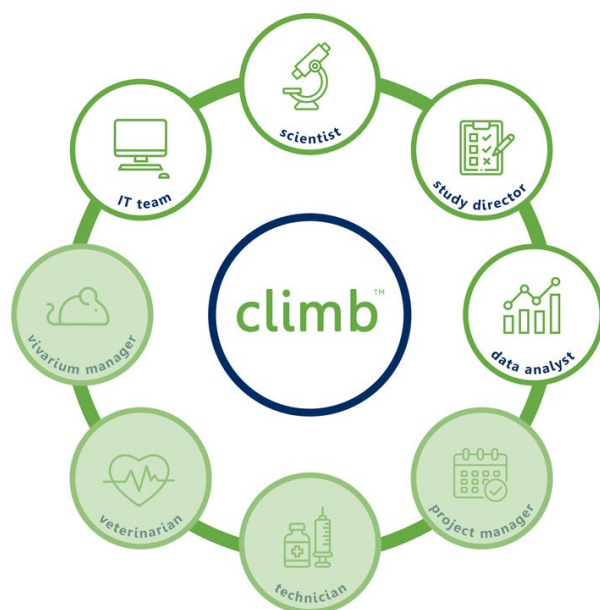 scientist
study director
data analyst
project manager
technician
veterinarian
vivarium manager
IT team
climb™